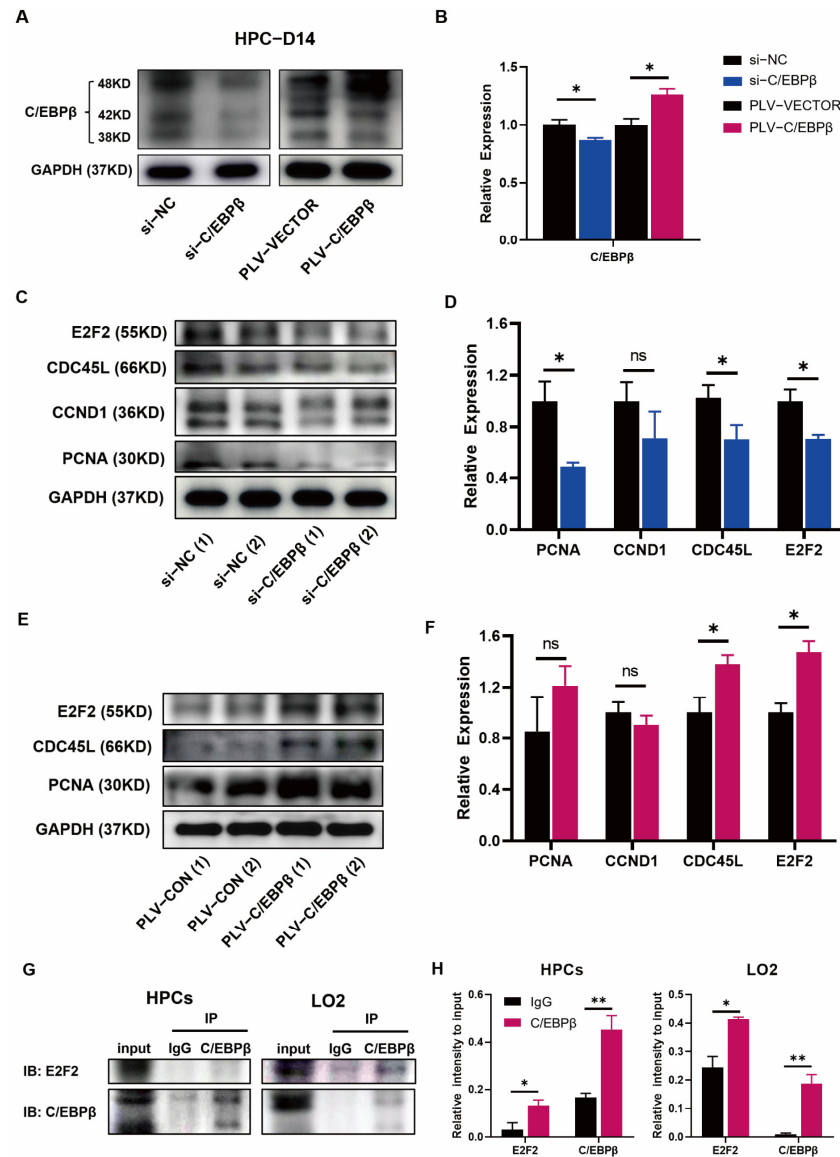 A
HPC−D14
C/EBPβ
48KD
42KD
38KD
GAPDH (37KD)
si−NC
si−C/EBPβ
PLV−VECTOR
PLV−C/EBPβ
B
Relative Expression
1.5
1.0
0.5
0.0
*
*
C/EBPβ
si−NC
si−C/EBPβ
PLV−VECTOR
PLV−C/EBPβ
C
E2F2 (55KD)
CDC45L (66KD)
CCND1 (36KD)
PCNA (30KD)
GAPDH (37KD)
si−NC (1)
si−NC (2)
si−C/EBPβ (1)
si−C/EBPβ (2)
D
Relative Expression
1.6
1.2
0.8
0.4
0.0
*
ns
*
*
PCNA
CCND1
CDC45L
E2F2
E
E2F2 (55KD)
CDC45L (66KD)
PCNA (30KD)
GAPDH (37KD)
PLV−CON (1)
PLV−CON (2)
PLV−C/EBPβ (1)
PLV−C/EBPβ (2)
F
Relative Expression
1.6
1.2
0.8
0.4
0.0
ns
ns
*
*
PCNA
CCND1
CDC45L
E2F2
G
HPCs
IP
input IgG C/EBPβ
LO2
IP
input IgG C/EBPβ
IB: E2F2
IB: C/EBPβ
H
HPCs
Relative intensity to Input
0.6
0.4
0.2
0.0
IgG
C/EBPβ
*
**
E2F2
C/EBPβ
LO2
Relative intensity to Input
0.5
0.4
0.3
0.2
0.1
0.0
*
**
E2F2
C/EBPβ